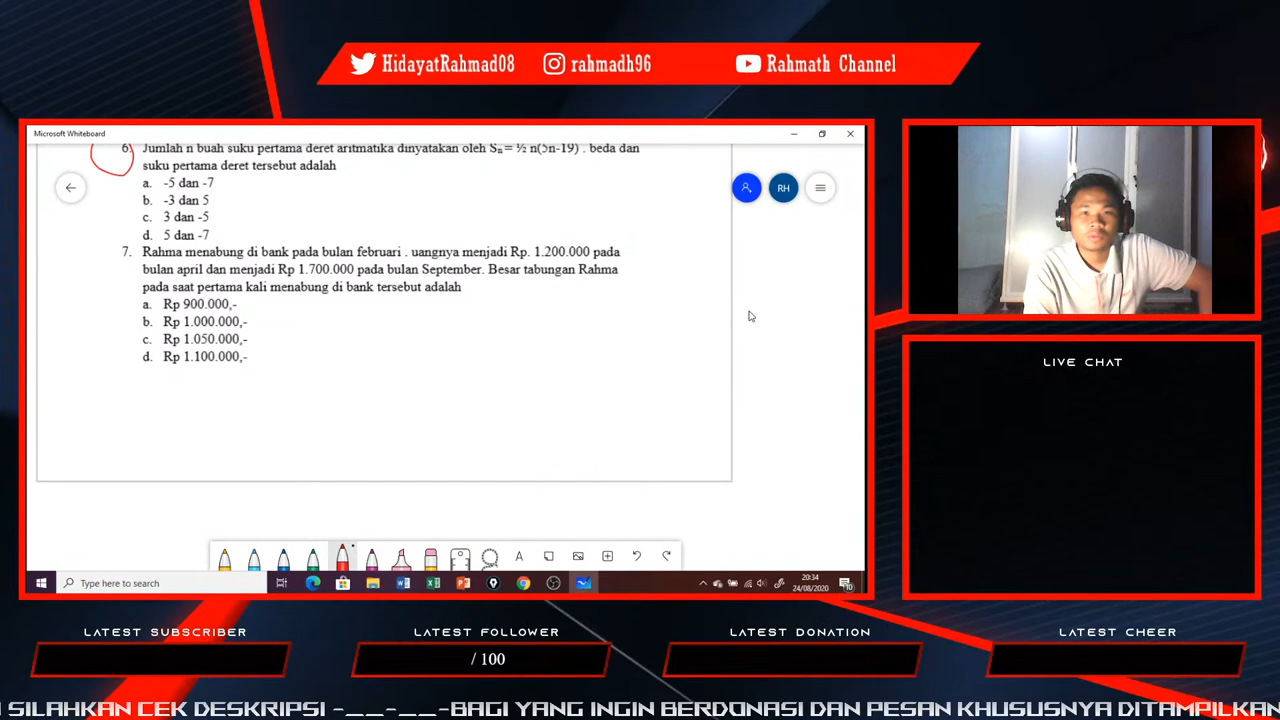 HidayatRahmad08
rahmadh96
Rahmath Channel
Microsoft Whiteboard
6. Jumlah n buah suku pertama deret aritmatika dinyatakan oleh Sn = ½ n(5n-19) . beda dan
suku pertama deret tersebut adalah
a. -5 dan -7
b. -3 dan 5
c. 3 dan -5
d. 5 dan -7
7. Rahma menabung di bank pada bulan februari . uangnya menjadi Rp. 1.200.000 pada
bulan april dan menjadi Rp 1.700.000 pada bulan September. Besar tabungan Rahma
pada saat pertama kali menabung di bank tersebut adalah
a. Rp 900.000,-
b. Rp 1.000.000,-
c. Rp 1.050.000,-
d. Rp 1.100.000,-
RH
LIVE CHAT
Type here to search
20:34
24/08/2020
LATEST SUBSCRIBER
LATEST FOLLOWER
LATEST DONATION
LATEST CHEER
/ 100
SILAHKAN CEK DESKRIPSI -__-__-BAGI YANG INGIN BERDONASI DAN PESAN KHUSUSNYA DITAMPILKAN